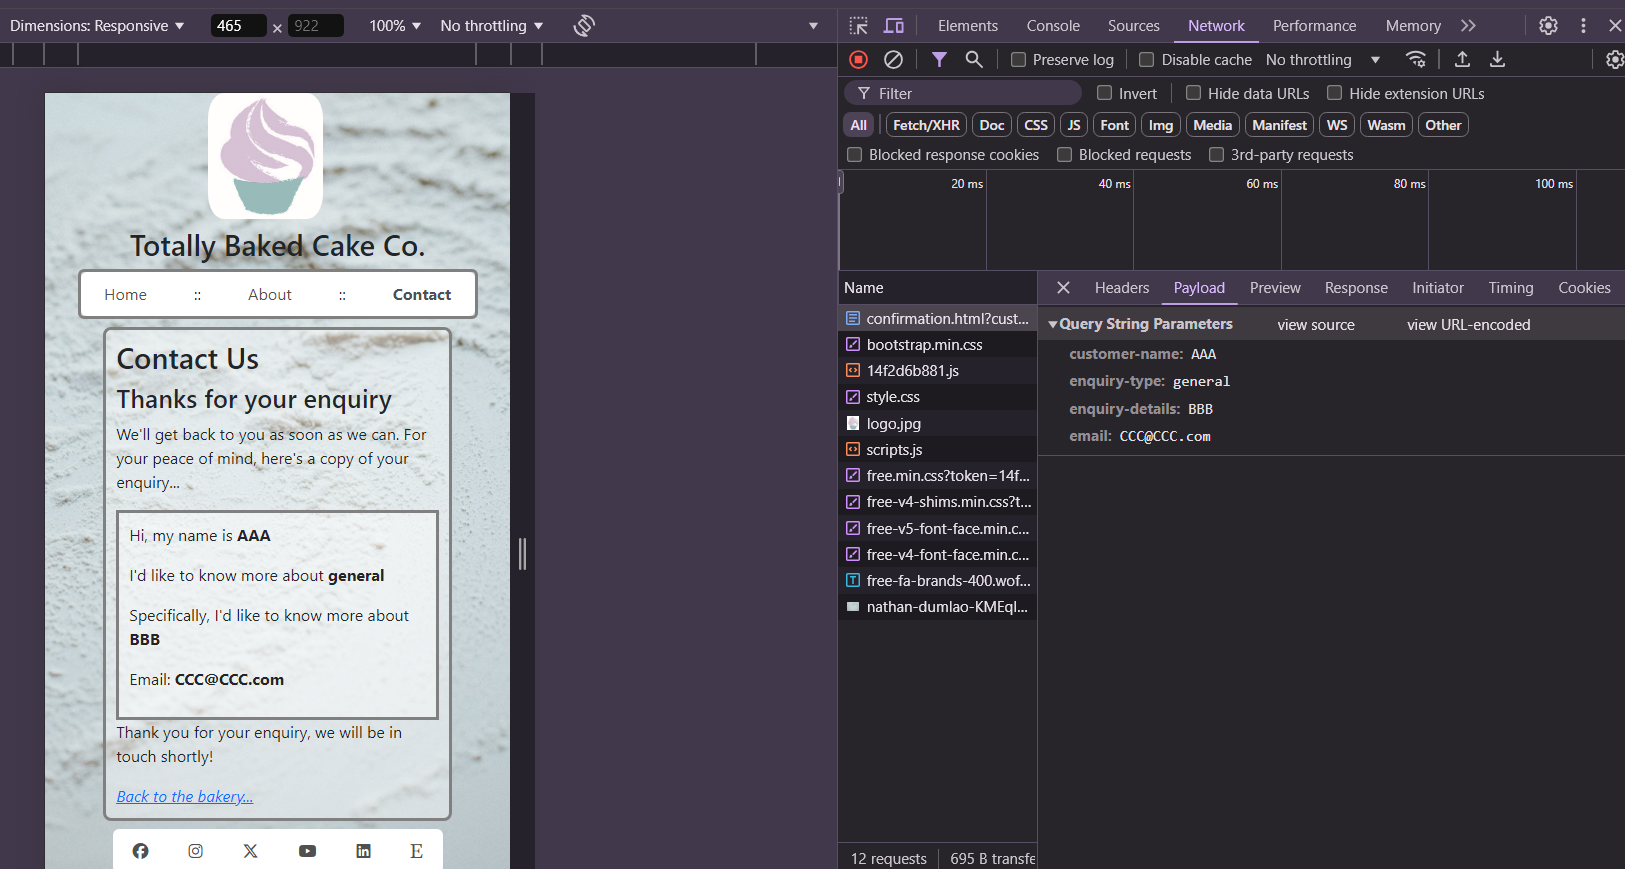 Dimensions: Responsive 465 × 922 100% No throttling
Elements Console Sources Network Performance Memory
Preserve log Disable cache No throttling
Filter Invert Hide data URLs Hide extension URLs
All Fetch/XHR Doc CSS JS Font Img Media Manifest WS Wasm Other
Blocked response cookies Blocked requests 3rd-party requests
20 ms 40 ms 60 ms 80 ms 100 ms
Totally Baked Cake Co.
Home :: About :: Contact
Contact Us
Thanks for your enquiry
We'll get back to you as soon as we can. For
your peace of mind, here's a copy of your
enquiry...
Hi, my name is AAA
I'd like to know more about general
Specifically, I'd like to know more about
BBB
Email: CCC@CCC.com
Thank you for your enquiry, we will be in
touch shortly!
Back to the bakery...
Name
confirmation.html?cust...
bootstrap.min.css
14f2d6b881.js
style.css
logo.jpg
scripts.js
free.min.css?token=14f...
free-v4-shims.min.css?t...
free-v5-font-face.min.c...
free-v4-font-face.min.c...
free-fa-brands-400.wof...
nathan-dumlao-KMEql...
12 requests 695 B transfe
Headers Payload Preview Response Initiator Timing Cookies
Query String Parameters view source view URL-encoded
customer-name: AAA
enquiry-type: general
enquiry-details: BBB
email: CCC@CCC.com